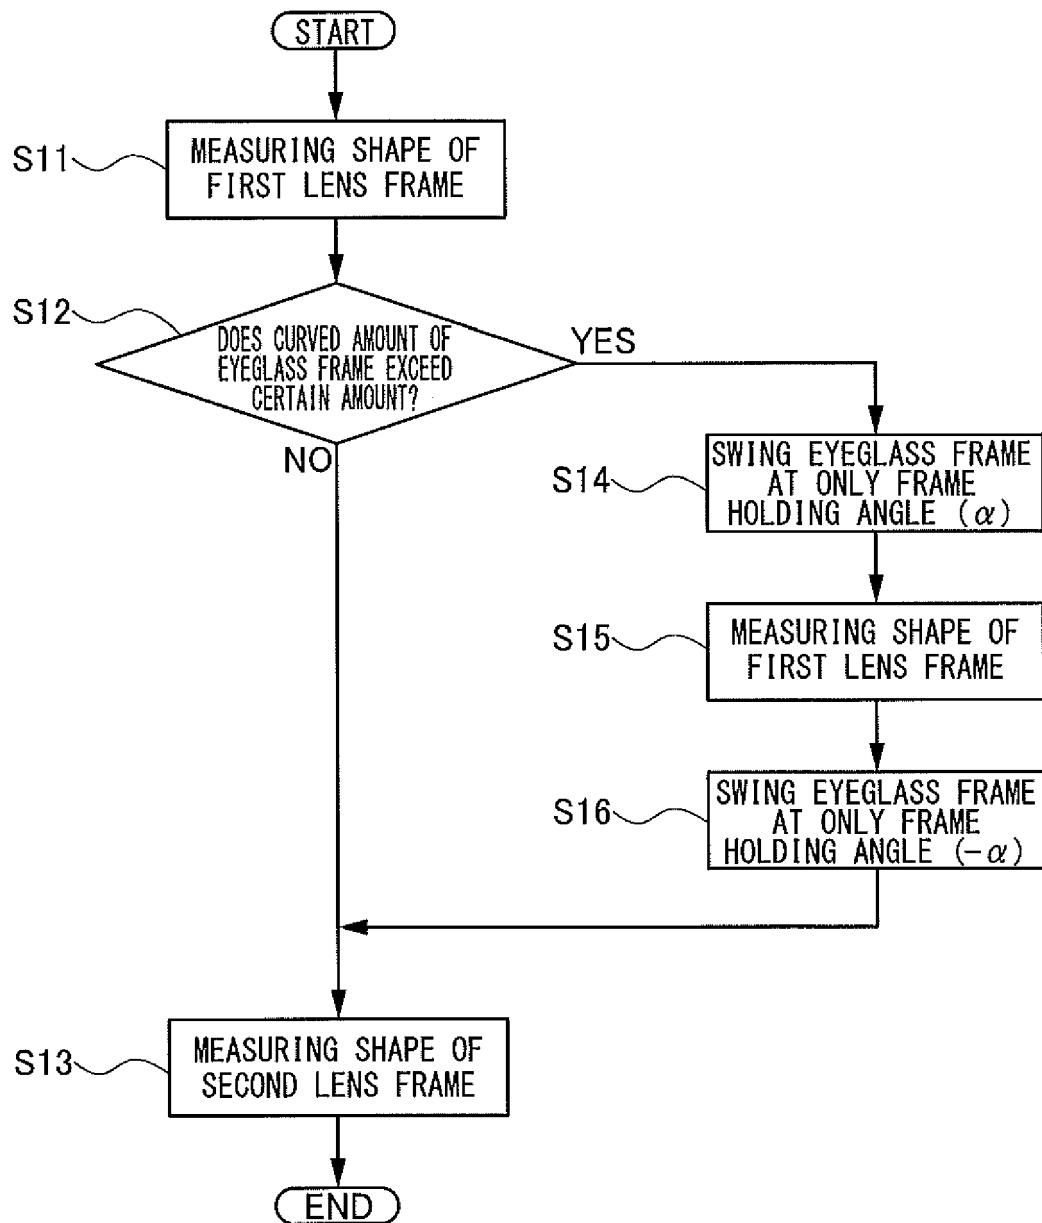 START
S11
MEASURING SHAPE OF
FIRST LENS FRAME
S12
DOES CURVED AMOUNT OF
EYEGLASS FRAME EXCEED
CERTAIN AMOUNT?
YES
NO
S14
SWING EYEGLASS FRAME
AT ONLY FRAME
HOLDING ANGLE (α)
S15
MEASURING SHAPE OF
FIRST LENS FRAME
S16
SWING EYEGLASS FRAME
AT ONLY FRAME
HOLDING ANGLE (-α)
S13
MEASURING SHAPE OF
SECOND LENS FRAME
END